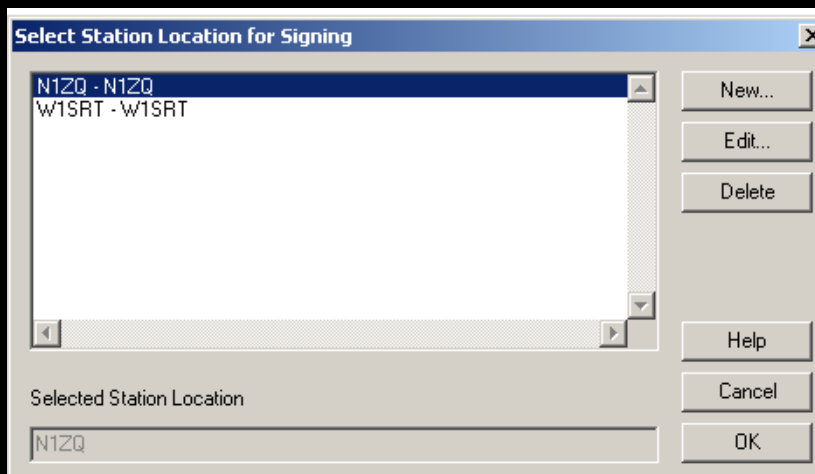 Select Station Location for Signing
N1ZQ - N1ZQ
W1SRT - W1SRT
New...
Edit...
Delete
Help
Cancel
OK
Selected Station Location
N1ZQ